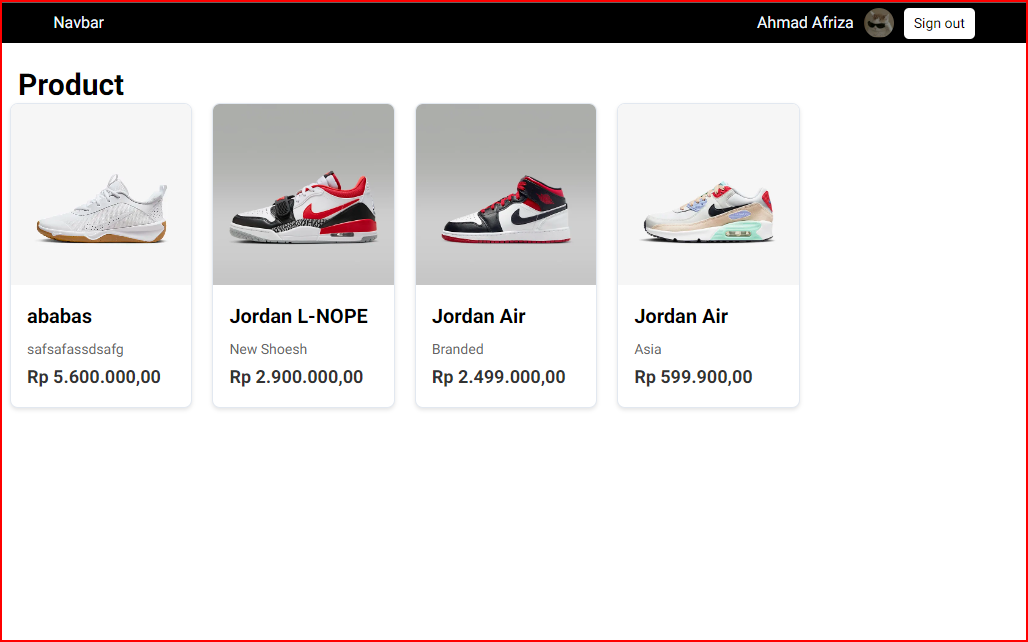 Navbar
Ahmad Afriza
Sign out
Product
ababas
safsafassdsafg
Rp 5.600.000,00
Jordan L-NOPE
New Shoesh
Rp 2.900.000,00
Jordan Air
Branded
Rp 2.499.000,00
Jordan Air
Asia
Rp 599.900,00